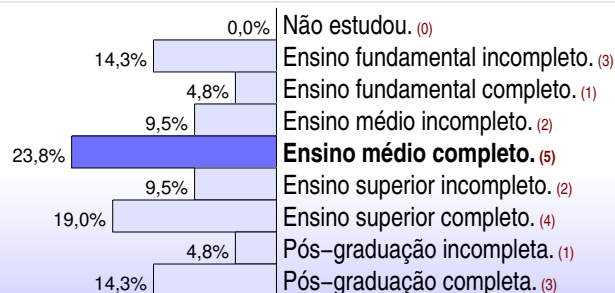 0,0% Não estudou. (0)
14,3% Ensino fundamental incompleto. (3)
4,8% Ensino fundamental completo. (1)
9,5% Ensino médio incompleto. (2)
23,8% Ensino médio completo. (5)
9,5% Ensino superior incompleto. (2)
19,0% Ensino superior completo. (4)
4,8% Pós−graduação incompleta. (1)
14,3% Pós−graduação completa. (3)